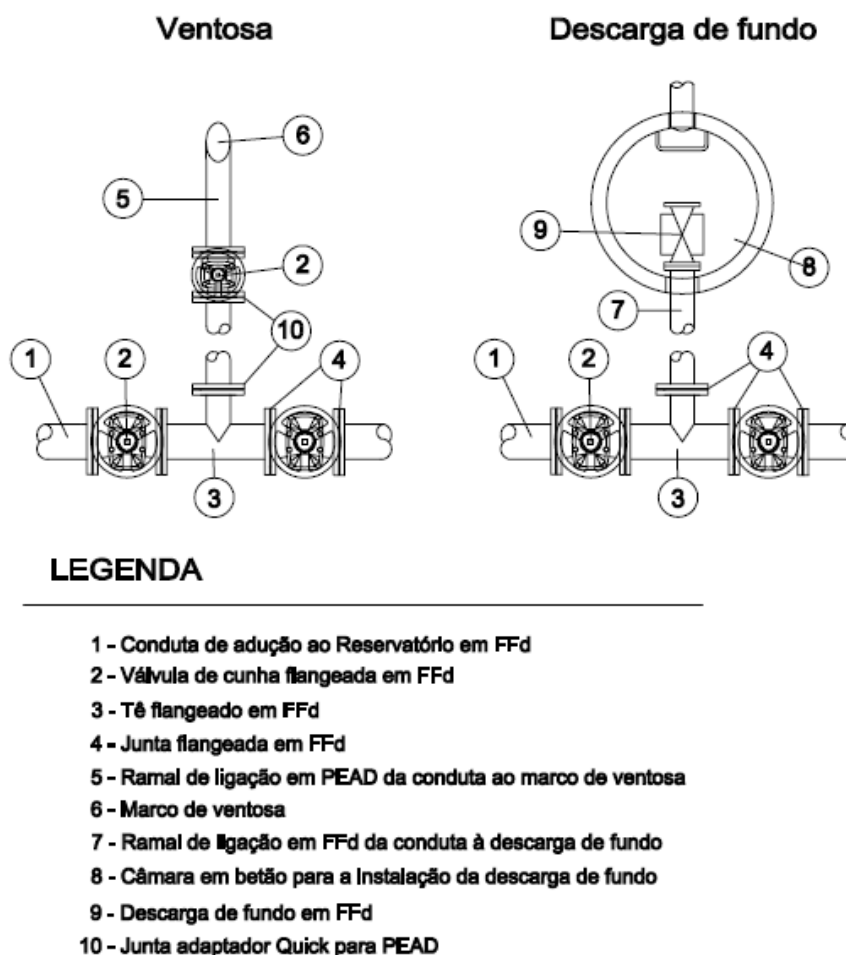 Ventosa
Descarga de fundo
6
5
2
10
1
2
4
3
9
8
7
4
1
2
3
LEGENDA
1 - Conduta de adução ao Reservatório em FFd
2 - Válvula de cunha flangeada em FFd
3 - Tê flangeado em FFd
4 - Junta flangeada em FFd
5 - Ramal de ligação em PEAD da conduta ao marco de ventosa
6 - Marco de ventosa
7 - Ramal de ligação em FFd da conduta à descarga de fundo
8 - Câmara em betão para a instalação da descarga de fundo
9 - Descarga de fundo em FFd
10 - Junta adaptador Quick para PEAD